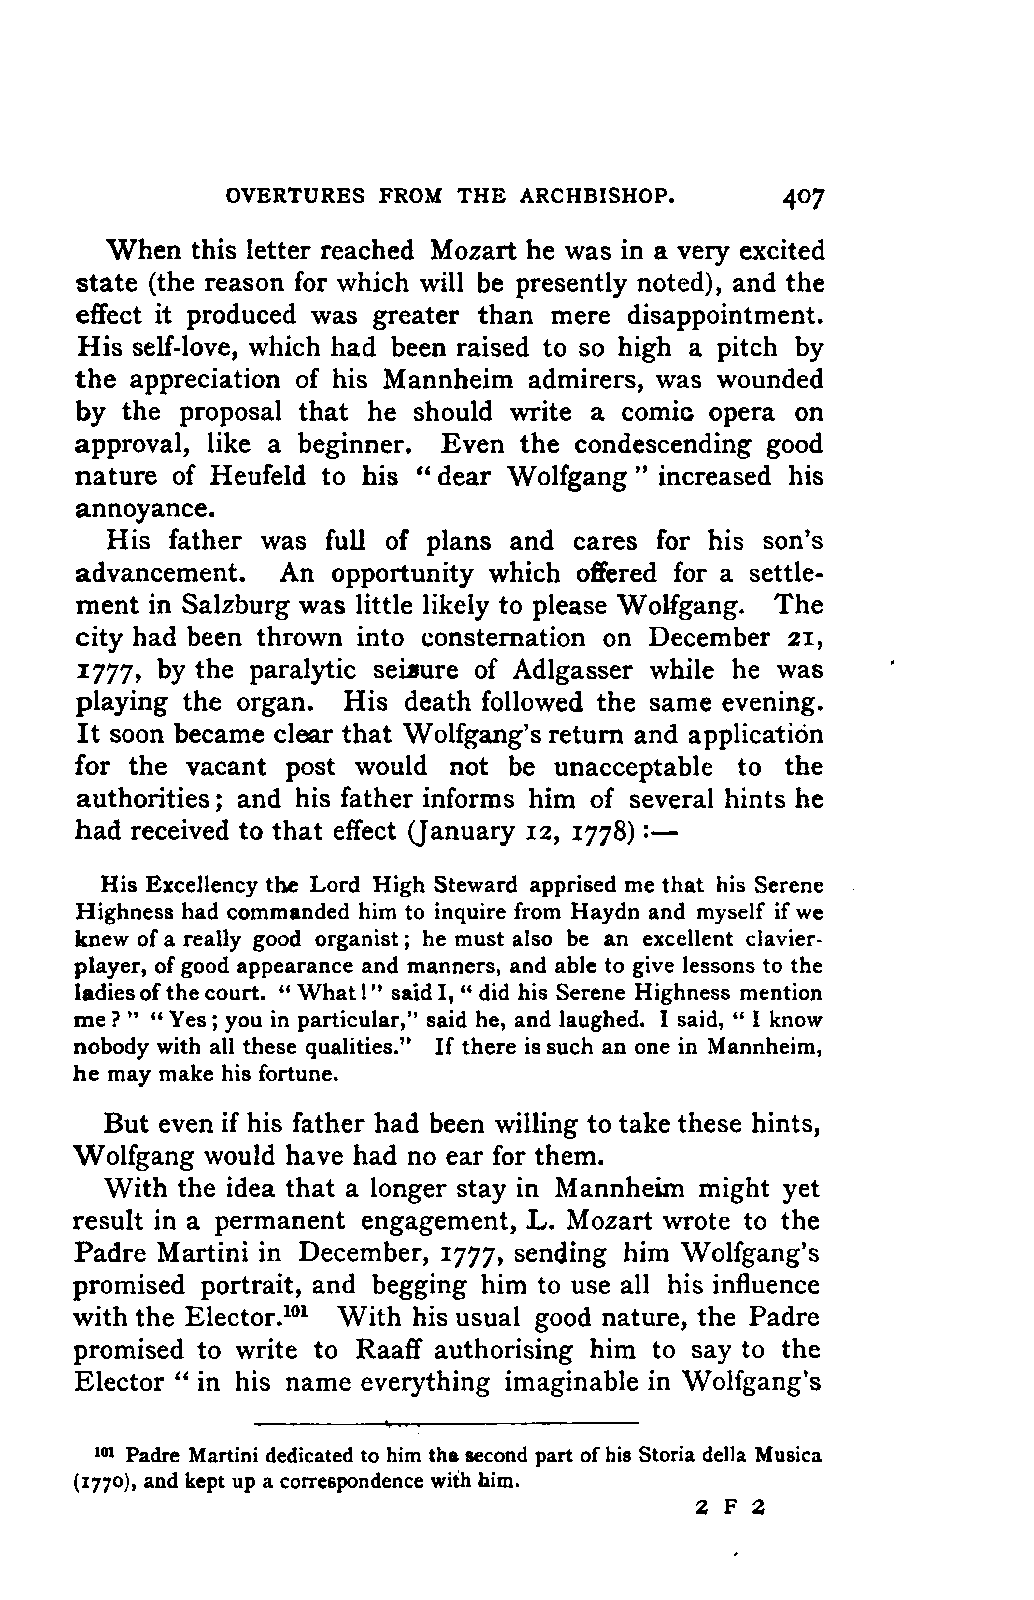 OVERTURES FROM THE ARCHBISHOP. 407
When this letter reached Mozart he was in a very excited
state (the reason for which will be presently noted), and the
effect it produced was greater than mere disappointment.
His self-love, which had been raised to so high a pitch by
the appreciation of his Mannheim admirers, was wounded
by the proposal that he should write a comic opera on
approval, like a beginner. Even the condescending good
nature of Heufeld to his “ dear Wolfgang ” increased his
annoyance.
His father was full of plans and cares for his son's
advancement. An opportunity which offered for a settle-
ment in Salzburg was little likely to please Wolfgang. The
city had been thrown into consternation on December 21,
1777, by the paralytic seizure of Adlgasser while he was
playing the organ. His death followed the same evening.
It soon became clear that Wolfgang's return and application
for the vacant post would not be unacceptable to the
authorities; and his father informs him of several hints he
had received to that effect (January 12, 1778) :—
His Excellency the Lord High Steward apprised me that his Serene
Highness had commanded him to inquire from Haydn and myself if we
knew of a really good organist; he must also be an excellent clavier-
player, of good appearance and manners, and able to give lessons to the
ladies of the court. “ What!” said I, “ did his Serene Highness mention
me ? ” “ Yes; you in particular,” said he, and laughed. I said, “ I know
nobody with all these qualities.” If there is such an one in Mannheim,
he may make his fortune.
But even if his father had been willing to take these hints,
Wolfgang would have had no ear for them.
With the idea that a longer stay in Mannheim might yet
result in a permanent engagement, L. Mozart wrote to the
Padre Martini in December, 1777, sending him Wolfgang's
promised portrait, and begging him to use all his influence
with the Elector.¹⁰¹ With his usual good nature, the Padre
promised to write to Raaff authorising him to say to the
Elector “ in his name everything imaginable in Wolfgang's
¹⁰¹ Padre Martini dedicated to him the second part of his Storia della Musica
(1770), and kept up a correspondence with him.
2 F 2